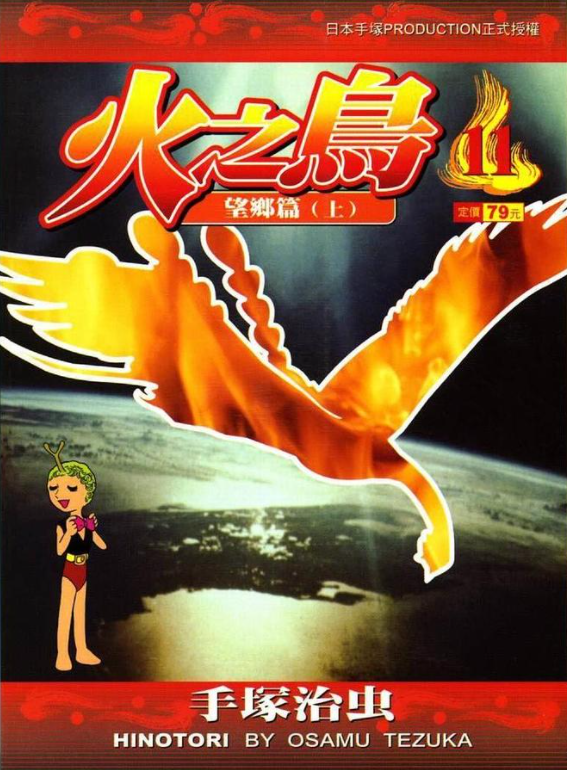 日本手塚PRODUCTION正式授權
火之鳥
11
望鄉篇（上）
定價 79元
手塚治虫
HINOTORI BY OSAMU TEZUKA